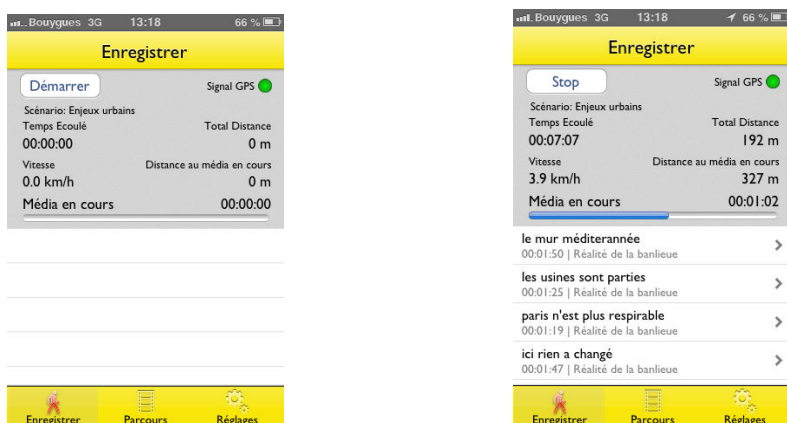 Bouygues 3G 13:18 66 %
Enregistrer
Démarrer Signal GPS
Scénario: Enjeux urbains
Temps Ecoulé Total Distance
00:00:00 0 m
Vitesse Distance au média en cours
0.0 km/h 0 m
Média en cours 00:00:00
Enregistrer Parcours Réglages
Bouygues 3G 13:18 66 %
Enregistrer
Stop Signal GPS
Scénario: Enjeux urbains
Temps Ecoulé Total Distance
00:07:07 192 m
Vitesse Distance au média en cours
3.9 km/h 327 m
Média en cours 00:01:02
le mur méditerannée
00:01:50 | Réalité de la banlieue
les usines sont parties
00:01:25 | Réalité de la banlieue
paris n'est plus respirable
00:01:19 | Réalité de la banlieue
ici rien a changé
00:01:47 | Réalité de la banlieue
Enregistrer Parcours Réglages